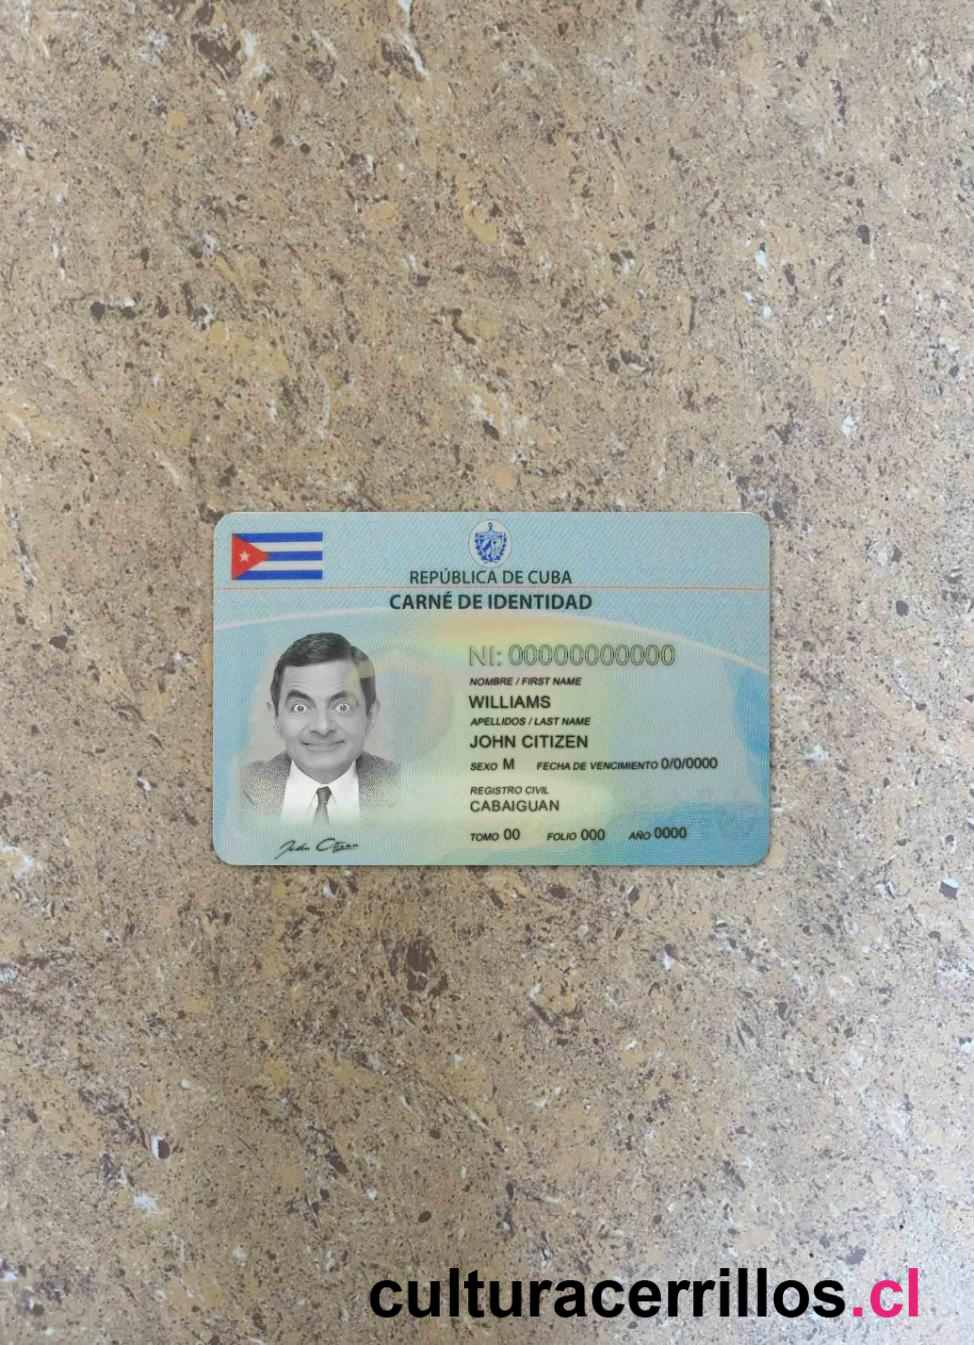 REPÚBLICA DE CUBA
CARNÉ DE IDENTIDAD
NI: 00000000000
NOMBRE / FIRST NAME
WILLIAMS
APELLIDOS / LAST NAME
JOHN CITIZEN
SEXO M FECHA DE VENCIMIENTO 0/0/0000
REGISTRO CIVIL
CABAIGUAN
TOMO 00 FOLIO 000 AÑO 0000
John Citizen
culturacerrillos.cl